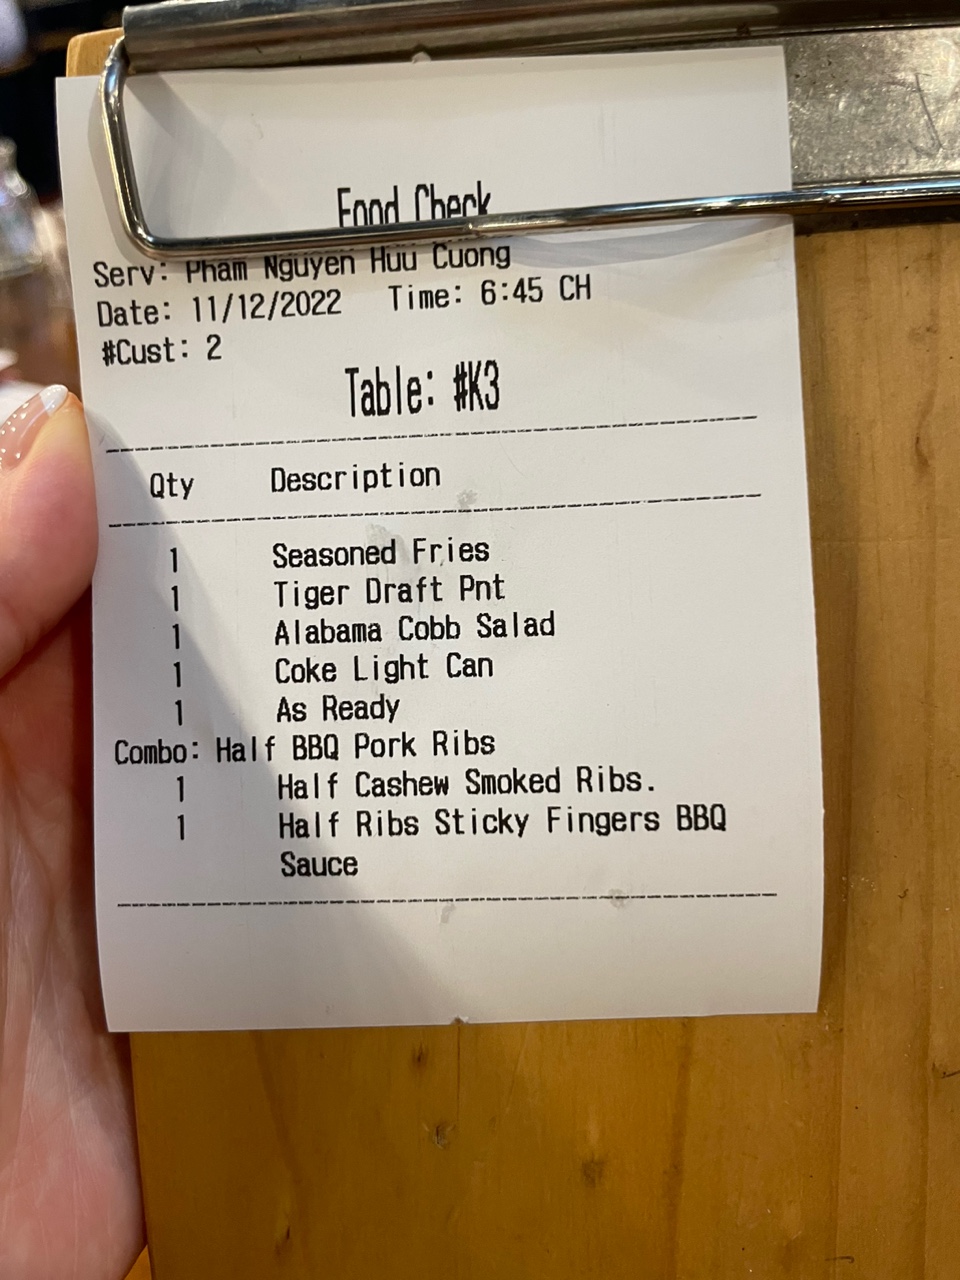 Food Check
Serv: Pham Nguyen Huu Cuong
Date: 11/12/2022 Time: 6:45 CH
#Cust: 2
Table: #K3
Qty Description
1 Seasoned Fries
1 Tiger Draft Pnt
1 Alabama Cobb Salad
1 Coke Light Can
1 As Ready
Combo: Half BBQ Pork Ribs
1 Half Cashew Smoked Ribs.
1 Half Ribs Sticky Fingers BBQ
Sauce